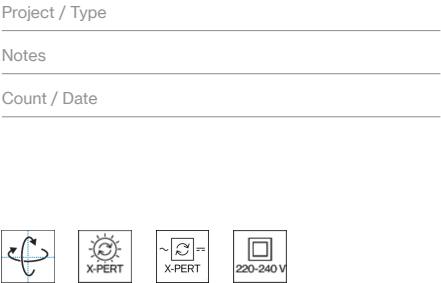 Project / Type
Notes
Count / Date
X-PERT
X-PERT
220-240 V